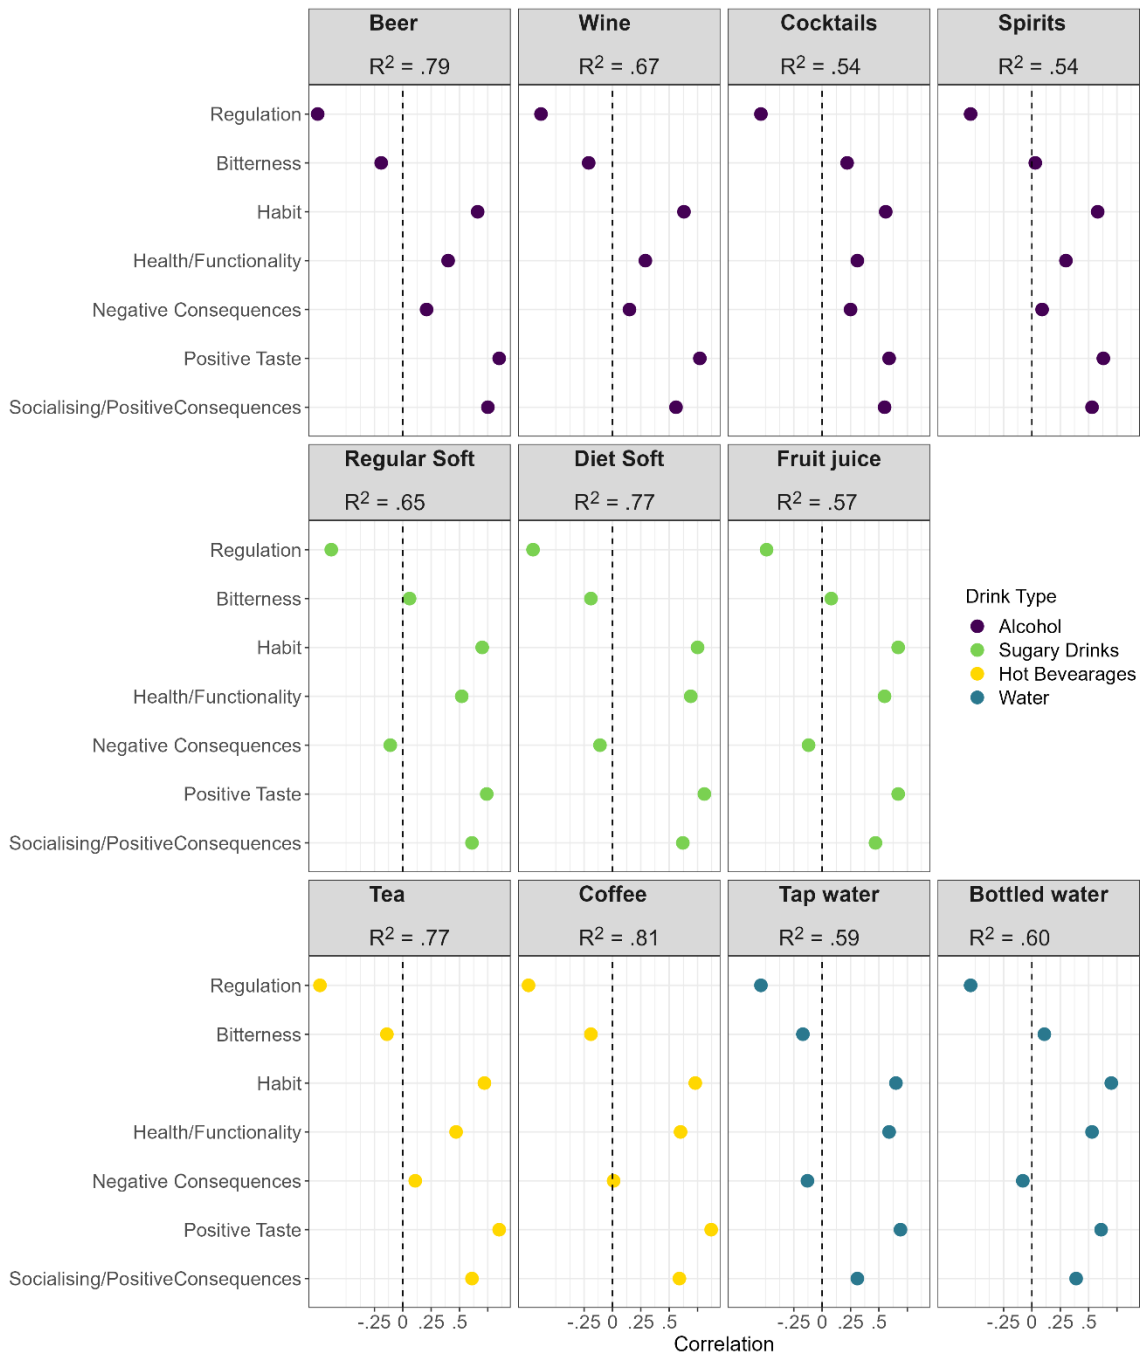 Beer
R2 = .79
Wine
R2 = .67
Cocktails
R2 = .54
Spirits
R2 = .54
Regulation
Bitterness
Habit
Health/Functionality
Negative Consequences
Positive Taste
Socialising/PositiveConsequences
Regular Soft
R2 = .65
Diet Soft
R2 = .77
Fruit juice
R2 = .57
Regulation
Bitterness
Habit
Health/Functionality
Negative Consequences
Positive Taste
Socialising/PositiveConsequences
Drink Type
Alcohol
Sugary Drinks
Hot Bevearages
Water
Tea
R2 = .77
Coffee
R2 = .81
Tap water
R2 = .59
Bottled water
R2 = .60
Regulation
Bitterness
Habit
Health/Functionality
Negative Consequences
Positive Taste
Socialising/PositiveConsequences
-.25 0 .25 .5
-.25 0 .25 .5
-.25 0 .25 .5
-.25 0 .25 .5
Correlation